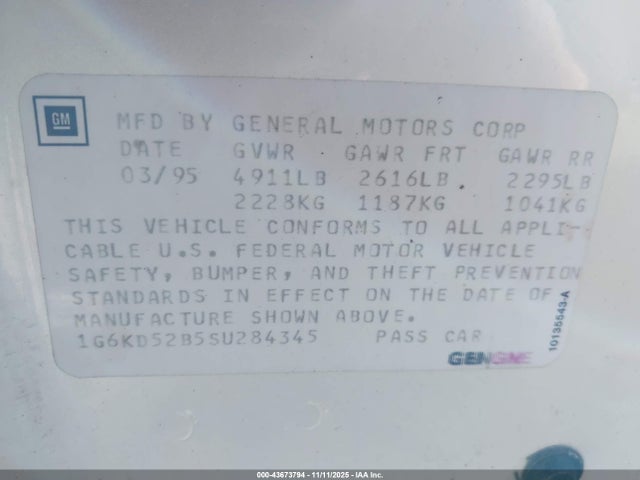 GM
MFD BY GENERAL MOTORS CORP
DATE GVWR GAWR FRT GAWR RR
03/95 4911LB 2616LB. 2295LB
2228KG 1187KG 1041KG
THIS VEHICLE CONFORMS TO ALL APPLI-
CABLE U.S. FEDERAL MOTOR VEHICLE
SAFETY, BUMPER, AND THEFT PREVENTION
STANDARDS IN EFFECT ON THE DATE OF
MANUFACTURE SHOWN ABOVE.
1G6KD52B5SU284345 PASS CAR
10135543-A
000-43673794 - 11/11/2025 - IAA Inc.